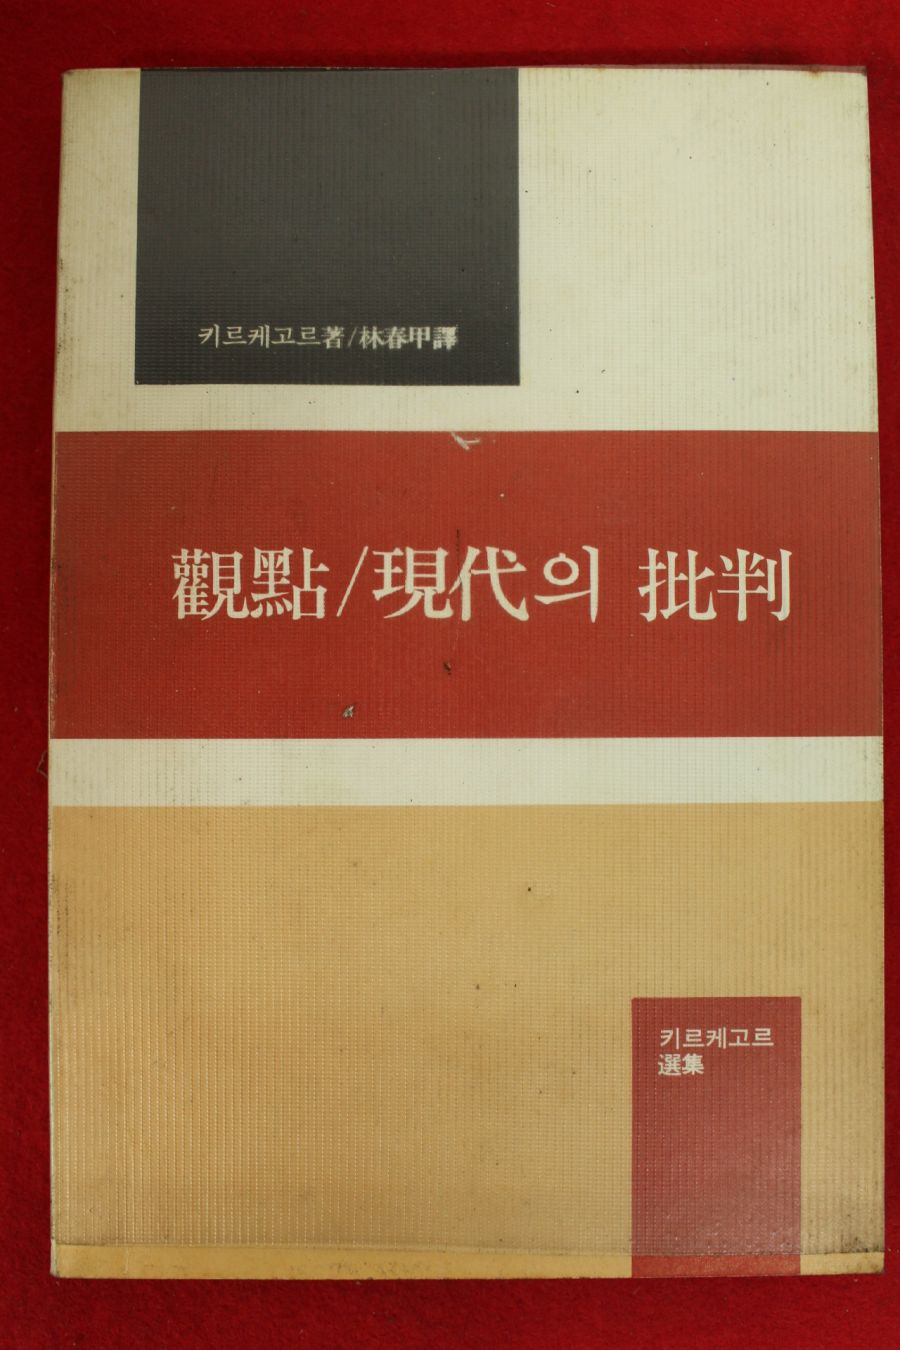 키르케고르著/林春甲譯
觀點/現代의 批判
키르케고르
選集